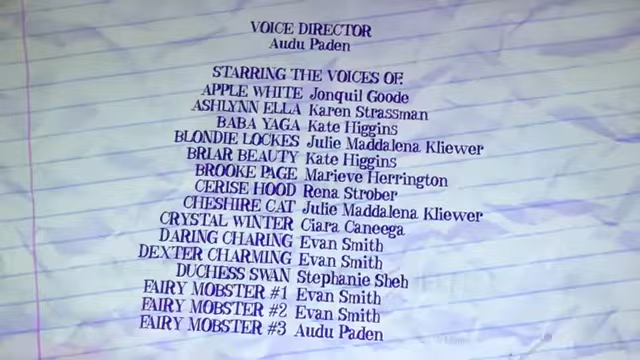 VOICE DIRECTOR
Audu Paden
STARRING THE VOICES OF:
APPLE WHITE Jonquil Goode
ASHLYNN ELLA Karen Strassman
BABA YAGA Kate Higgins
BLONDIE LOCKES Julie Maddalena Kliewer
BRIAR BEAUTY Kate Higgins
BROOKE PAGE Marieve Herington
CERISE HOOD Rena Strober
CHESHIRE CAT Julie Maddalena Kliewer
CRYSTAL WINTER Ciara Caneega
DARING CHARING Evan Smith
DEXTER CHARMING Evan Smith
DUCHESS SWAN Stephanie Sheh
FAIRY MOBSTER #1 Evan Smith
FAIRY MOBSTER #2 Evan Smith
FAIRY MOBSTER #3 Audu Paden